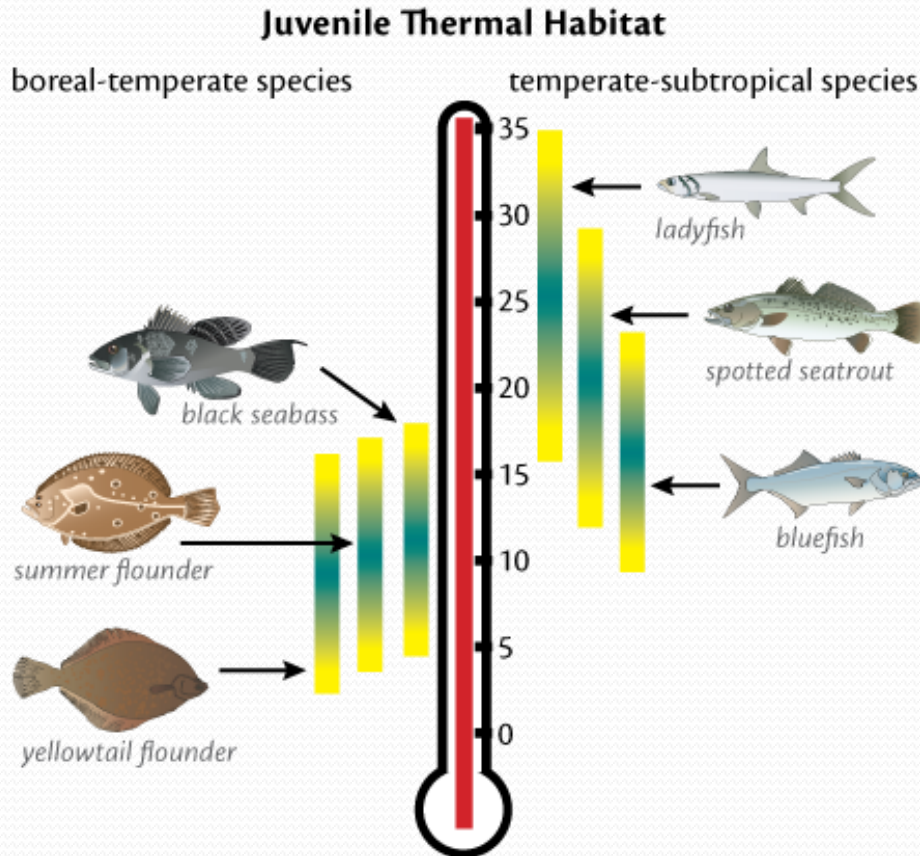 Juvenile Thermal Habitat
boreal-temperate species
temperate-subtropical species
35
30
25
20
15
10
5
0
ladyfish
spotted seatrout
bluefish
black seabass
summer flounder
yellowtail flounder